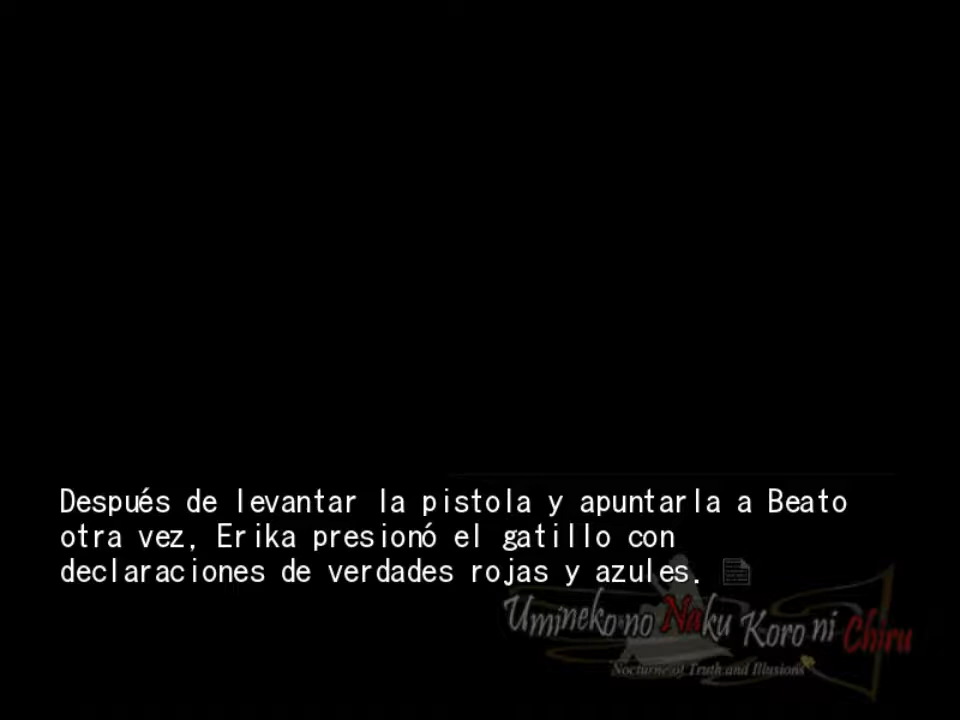 Después de levantar la pistola y apuntarla a Beato
otra vez, Erika presionó el gatillo con
declaraciones de verdades rojas y azules.
Umineko no Naku Koro ni Chiru
Nocturne of Truth and Illusions